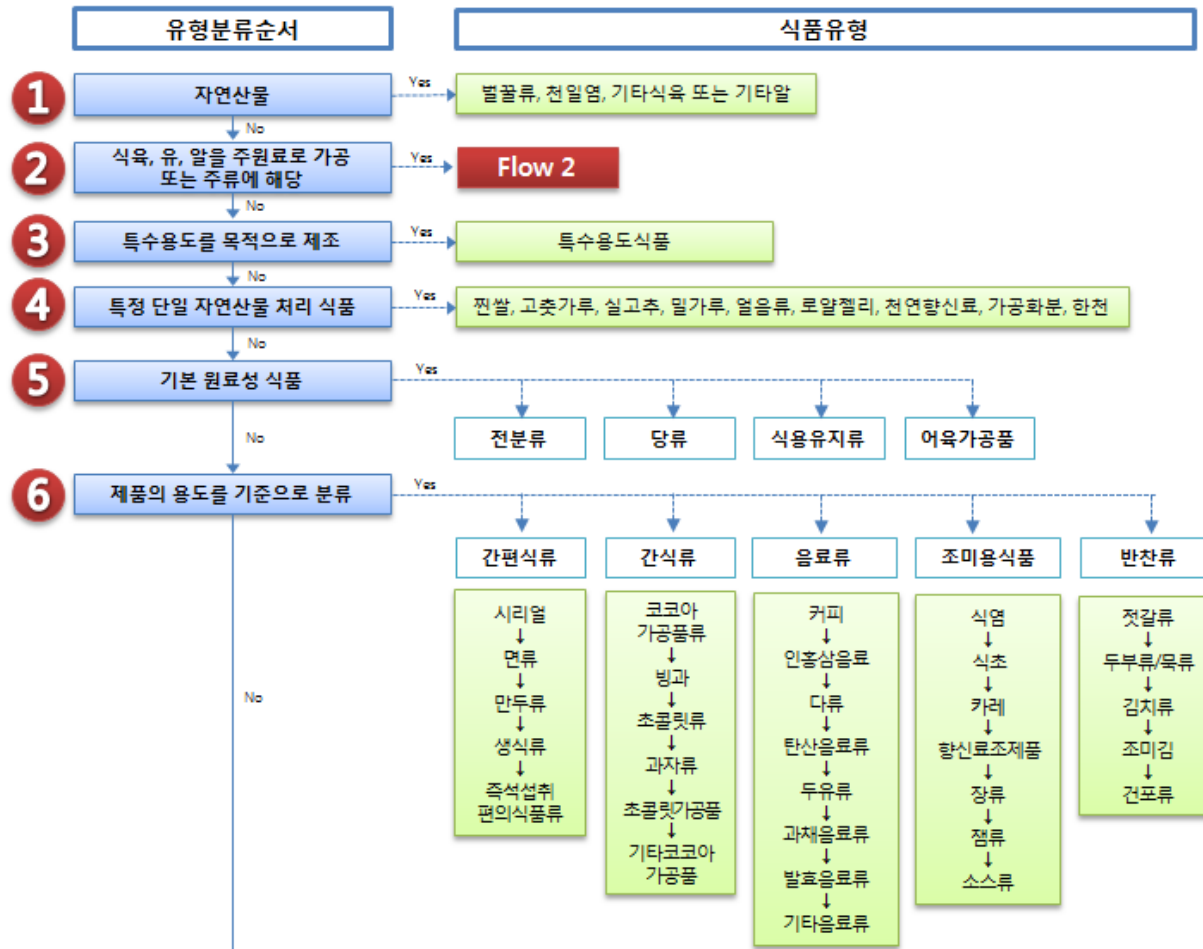 유형분류순서
식품유형
1
자연산물
Yes
벌꿀류, 천일염, 기타식육 또는 기타알
No
2
식육, 유, 알을 주원료로 가공
또는 주류에 해당
Yes
Flow 2
No
3
특수용도를 목적으로 제조
Yes
특수용도식품
No
4
특정 단일 자연산물 처리 식품
Yes
찐쌀, 고춧가루, 실고추, 밀가루, 얼음류, 로얄젤리, 천연향신료, 가공화분, 한천
No
5
기본 원료성 식품
Yes
전분류
당류
식용유지류
어육가공품
No
6
제품의 용도를 기준으로 분류
Yes
간편식류
시리얼
↓
면류
↓
만두류
↓
생식류
↓
즉석섭취
편의식품류
간식류
코코아
가공품류
↓
빙과
↓
초콜릿류
↓
과자류
↓
초콜릿가공품
↓
기타코코아
가공품
음료류
커피
↓
인홍삼음료
↓
다류
↓
탄산음료류
↓
두유류
↓
과채음료류
↓
발효음료류
↓
기타음료류
조미용식품
식염
↓
식초
↓
카레
↓
향신료조제품
↓
장류
↓
잼류
↓
소스류
반찬류
젓갈류
↓
두부류/묵류
↓
김치류
↓
조미김
↓
건포류
No